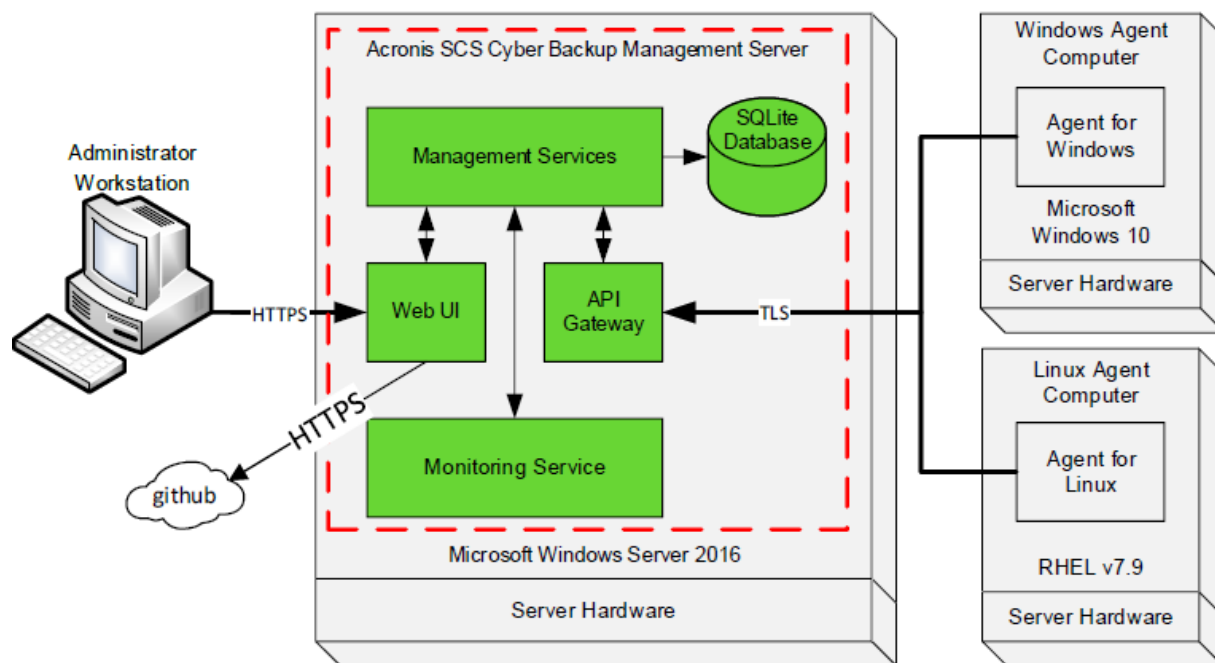 Acronis SCS Cyber Backup Management Server
Management Services
SQLite
Database
Administrator
Workstation
HTTPS
Web UI
API
Gateway
TLS
HTTPS
github
Monitoring Service
Microsoft Windows Server 2016
Server Hardware
Windows Agent
Computer
Agent for
Windows
Microsoft
Windows 10
Server Hardware
Linux Agent
Computer
Agent for
Linux
RHEL v7.9
Server Hardware